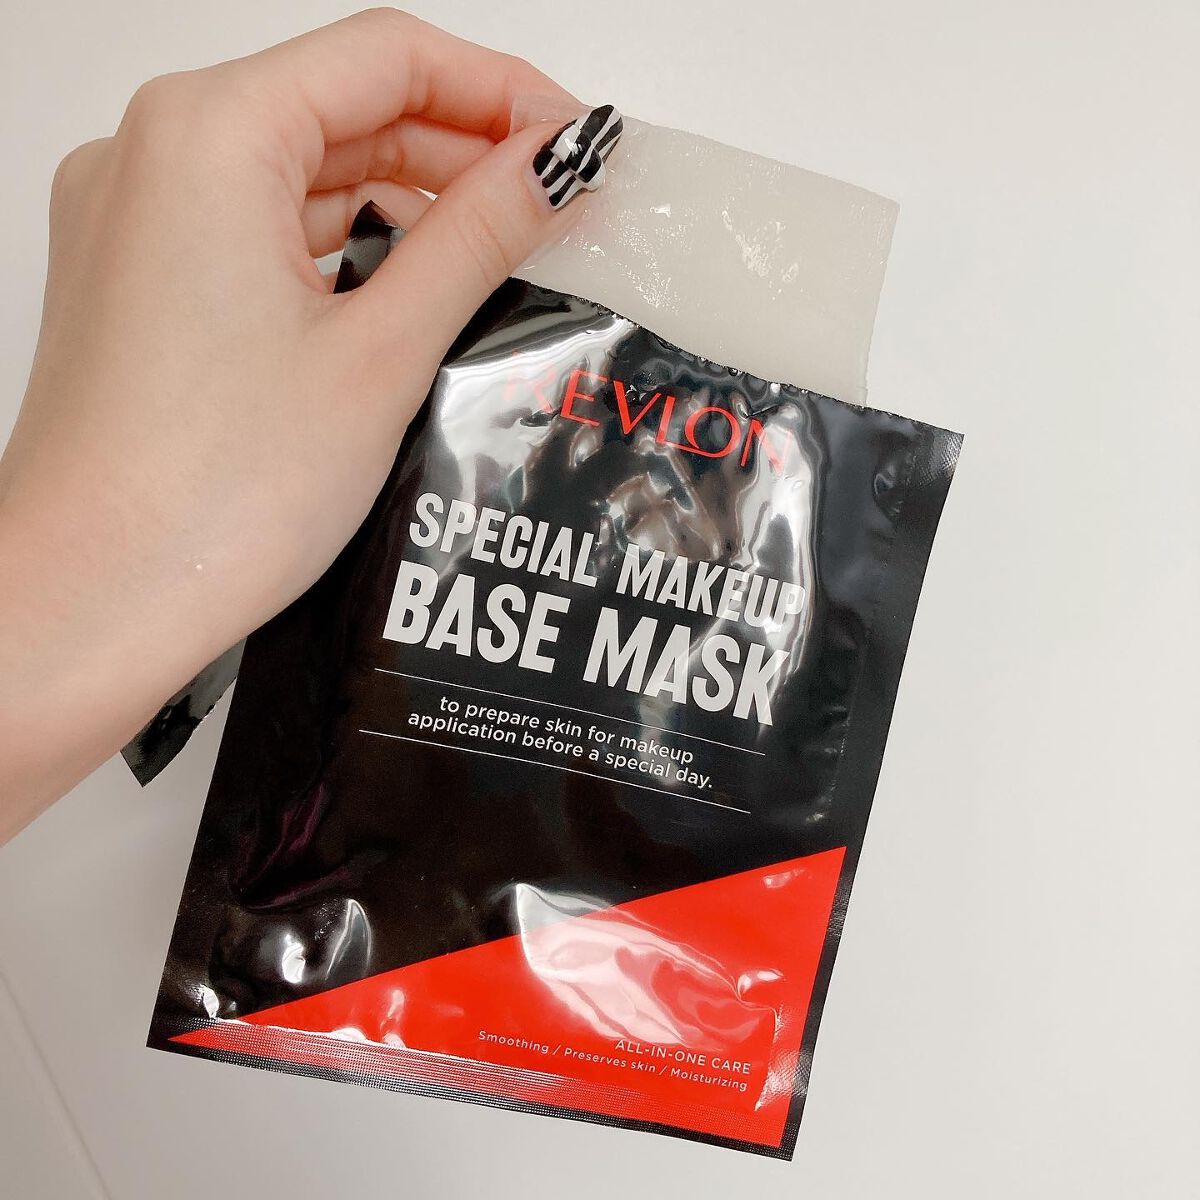 REVLON
SPECIAL MAKEUP
BASE MASK
to prepare skin for makeup
application before a special day.
ALL-IN-ONE CARE
Smoothing / Preserves skin / Moisturizing